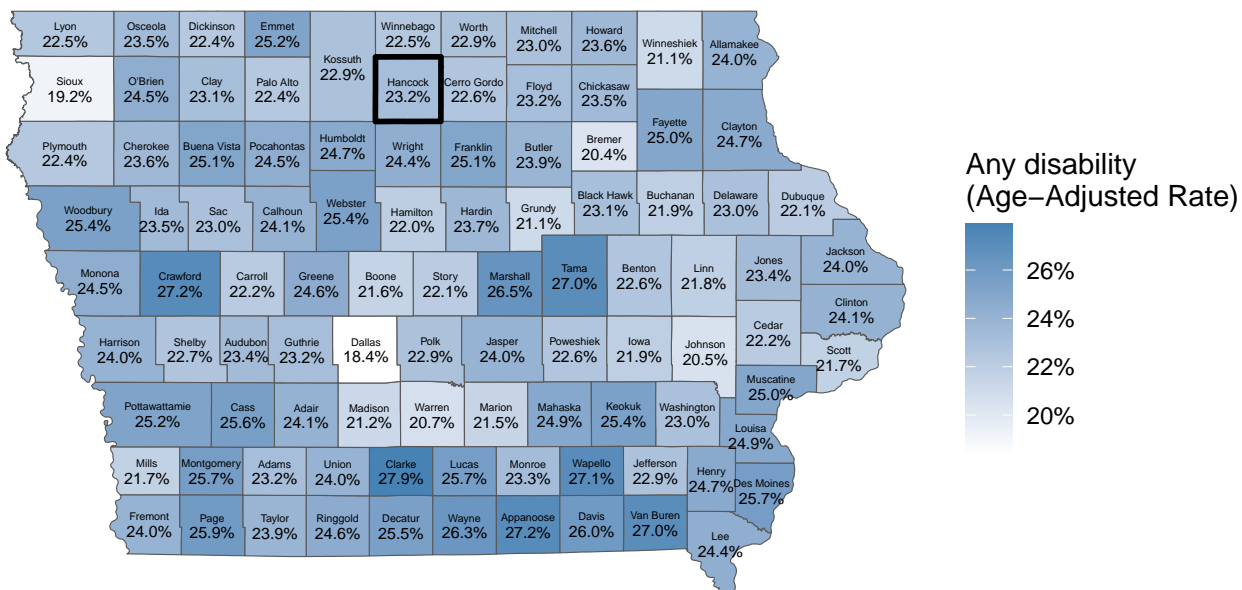 Lyon
22.5%
Osceola
23.5%
Dickinson
22.4%
Emmet
25.2%
Kossuth
22.9%
Winnebago
22.5%
Worth
22.9%
Mitchell
23.0%
Howard
23.6%
Winneshiek
21.1%
Allamakee
24.0%
Sioux
19.2%
O'Brien
24.5%
Clay
23.1%
Palo Alto
22.4%
Hancock
23.2%
Cerro Gordo
22.6%
Floyd
23.2%
Chickasaw
23.5%
Fayette
25.0%
Clayton
24.7%
Plymouth
22.4%
Cherokee
23.6%
Buena Vista
25.1%
Pocahontas
24.5%
Humboldt
24.7%
Wright
24.4%
Franklin
25.1%
Butler
23.9%
Bremer
20.4%
Woodbury
25.4%
Ida
23.5%
Sac
23.0%
Calhoun
24.1%
Webster
25.4%
Hamilton
22.0%
Hardin
23.7%
Grundy
21.1%
Black Hawk
23.1%
Buchanan
21.9%
Delaware
23.0%
Dubuque
22.1%
Monona
24.5%
Crawford
27.2%
Carroll
22.2%
Greene
24.6%
Boone
21.6%
Story
22.1%
Marshall
26.5%
Tama
27.0%
Benton
22.6%
Linn
21.8%
Jones
23.4%
Jackson
24.0%
Clinton
24.1%
Harrison
24.0%
Shelby
22.7%
Audubon
23.4%
Guthrie
23.2%
Dallas
18.4%
Polk
22.9%
Jasper
24.0%
Poweshiek
22.6%
Iowa
21.9%
Johnson
20.5%
Cedar
22.2%
Scott
21.7%
Muscatine
25.0%
Pottawattamie
25.2%
Cass
25.6%
Adair
24.1%
Madison
21.2%
Warren
20.7%
Marion
21.5%
Mahaska
24.9%
Keokuk
25.4%
Washington
23.0%
Louisa
24.9%
Mills
21.7%
Montgomery
25.7%
Adams
23.2%
Union
24.0%
Clarke
27.9%
Lucas
25.7%
Monroe
23.3%
Wapello
27.1%
Jefferson
22.9%
Henry
24.7%
Des Moines
25.7%
Fremont
24.0%
Page
25.9%
Taylor
23.9%
Ringgold
24.6%
Decatur
25.5%
Wayne
26.3%
Appanoose
27.2%
Davis
26.0%
Van Buren
27.0%
Lee
24.4%
Any disability
(Age−Adjusted Rate)
26%
24%
22%
20%